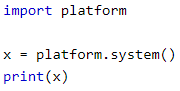 import platform
x = platform.system()
print(x)